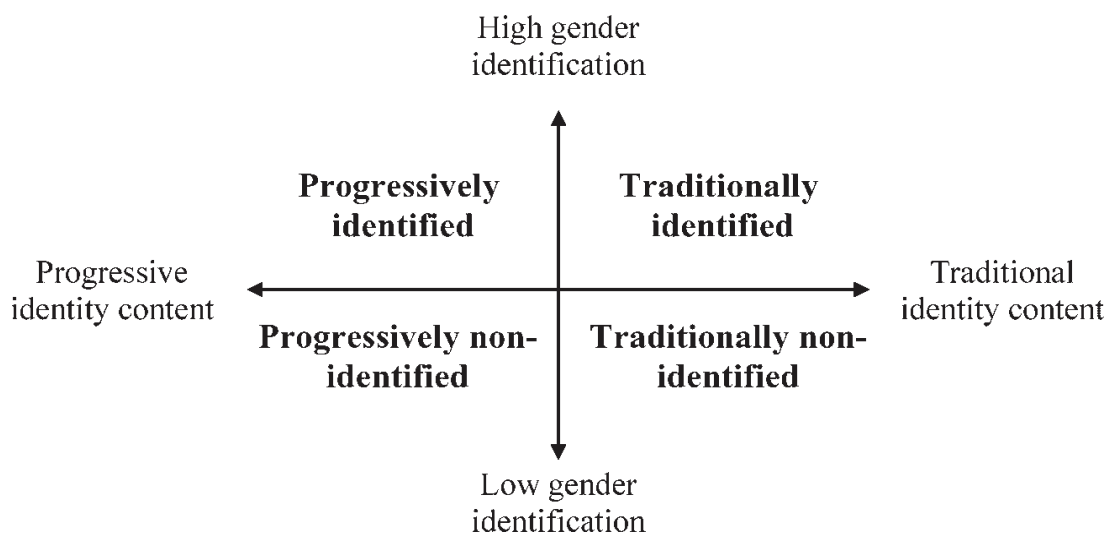 High gender
identification
Progressively
identified
Traditionally
identified
Progressive
identity content
Traditional
identity content
Progressively non-
identified
Traditionally non-
identified
Low gender
identification